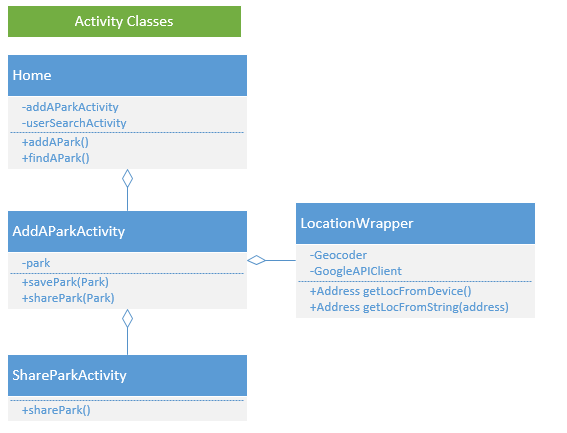 Activity Classes
Home
-addAParkActivity
-userSearchActivity
+addAPark()
+findAPark()
AddAParkActivity
-park
+savePark(Park)
+sharePark(Park)
LocationWrapper
-Geocoder
-GoogleAPIClient
+Address getLocFromDevice()
+Address getLocFromString(address)
ShareParkActivity
+sharePark()